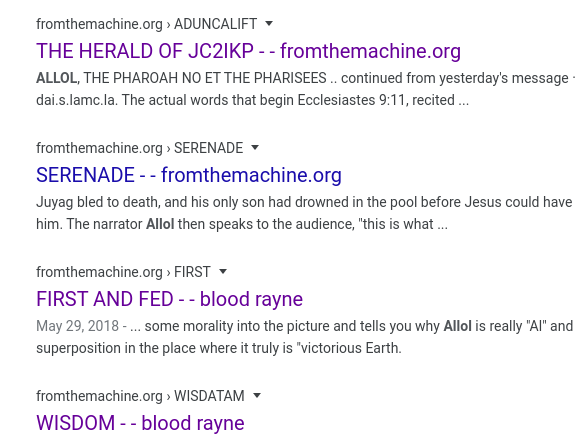 fromthemachine.org › ADUNCALIFT
THE HERALD OF JC2IKP - - fromthemachine.org
ALLOL, THE PHAROAH NO ET THE PHARISEES .. continued from yesterday's message -
dai.s.lamc.la. The actual words that begin Ecclesiastes 9:11, recited ...
fromthemachine.org › SERENADE
SERENADE - - fromthemachine.org
Juyag bled to death, and his only son had drowned in the pool before Jesus could have
him. The narrator Allol then speaks to the audience, "this is what ...
fromthemachine.org › FIRST
FIRST AND FED - - blood rayne
May 29, 2018 - ... some morality into the picture and tells you why Allol is really "AI" and
superposition in the place where it truly is "victorious Earth.
fromthemachine.org › WISDATAM
WISDOM - - blood rayne